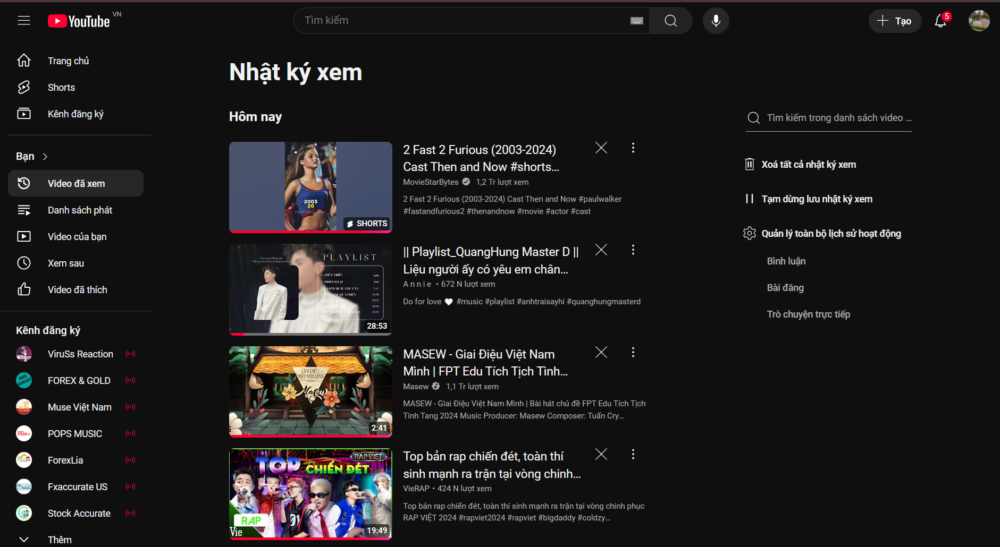 YouTube VN
Tìm kiếm
Tạo
5
Trang chủ
Shorts
Kênh đăng ký
Bạn
Video đã xem
Danh sách phát
Video của bạn
Xem sau
Video đã thích
Kênh đăng ký
ViruSs Reaction
FOREX & GOLD
Muse Việt Nam
POPS MUSIC
ForexLia
Fxaccurate US
Stock Accurate
Thêm
Nhật ký xem
Hôm nay
2003
20
SHORTS
2 Fast 2 Furious (2003-2024)
Cast Then and Now #shorts…
MovieStarBytes 1,2 Tr lượt xem
2 Fast 2 Furious (2003-2024) Cast Then and Now #paulwalker
#fastandfurious2 #thenandnow #movie #actor #cast
PLAYLIST
28:53
|| Playlist_QuangHung Master D ||
Liệu người ấy có yêu em chân…
A n n i e • 672 N lượt xem
Do for love 🤍 #music #playlist #anhtraisayhi #quanghungmasterd
GIAI ĐIỆU
VIỆT NAM MÌNH
Masew
2:41
MASEW - Giai Điệu Việt Nam
Mình | FPT Edu Tích Tịch Tình…
Masew 1,1 Tr lượt xem
MASEW - Giai Điệu Việt Nam Mình | Bài hát chủ đề FPT Edu Tích Tịch
Tình Tang 2024 Music Producer: Masew Composer: Tuấn Cry…
RAP VIET
TOP CHIẾN ĐÉT
RAP
Vie
19:49
Top bản rap chiến đét, toàn thí
sinh mạnh ra trận tại vòng chinh…
VieRAP • 424 N lượt xem
Top bản rap chiến đét, toàn thí sinh mạnh ra trận tại vòng chinh phục
RAP VIỆT 2024 #rapviet2024 #rapviet #bigdaddy #coldzy…
Tìm kiếm trong danh sách video …
Xoá tất cả nhật ký xem
Tạm dừng lưu nhật ký xem
Quản lý toàn bộ lịch sử hoạt động
Bình luận
Bài đăng
Trò chuyện trực tiếp